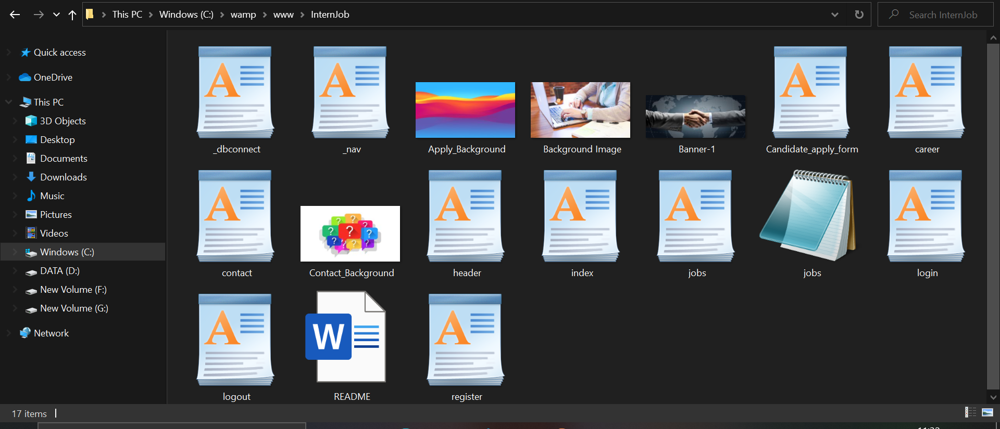 This PC
Windows (C:)
wamp
www
InternJob
Search InternJob
Quick access
OneDrive
This PC
3D Objects
Desktop
Documents
Downloads
Music
Pictures
Videos
Windows (C:)
DATA (D:)
New Volume (F:)
New Volume (G:)
Network
_dbconnect
_nav
Apply_Background
Background Image
Banner-1
Candidate_apply_form
career
contact
Contact_Background
header
index
jobs
jobs
login
logout
README
register
17 items